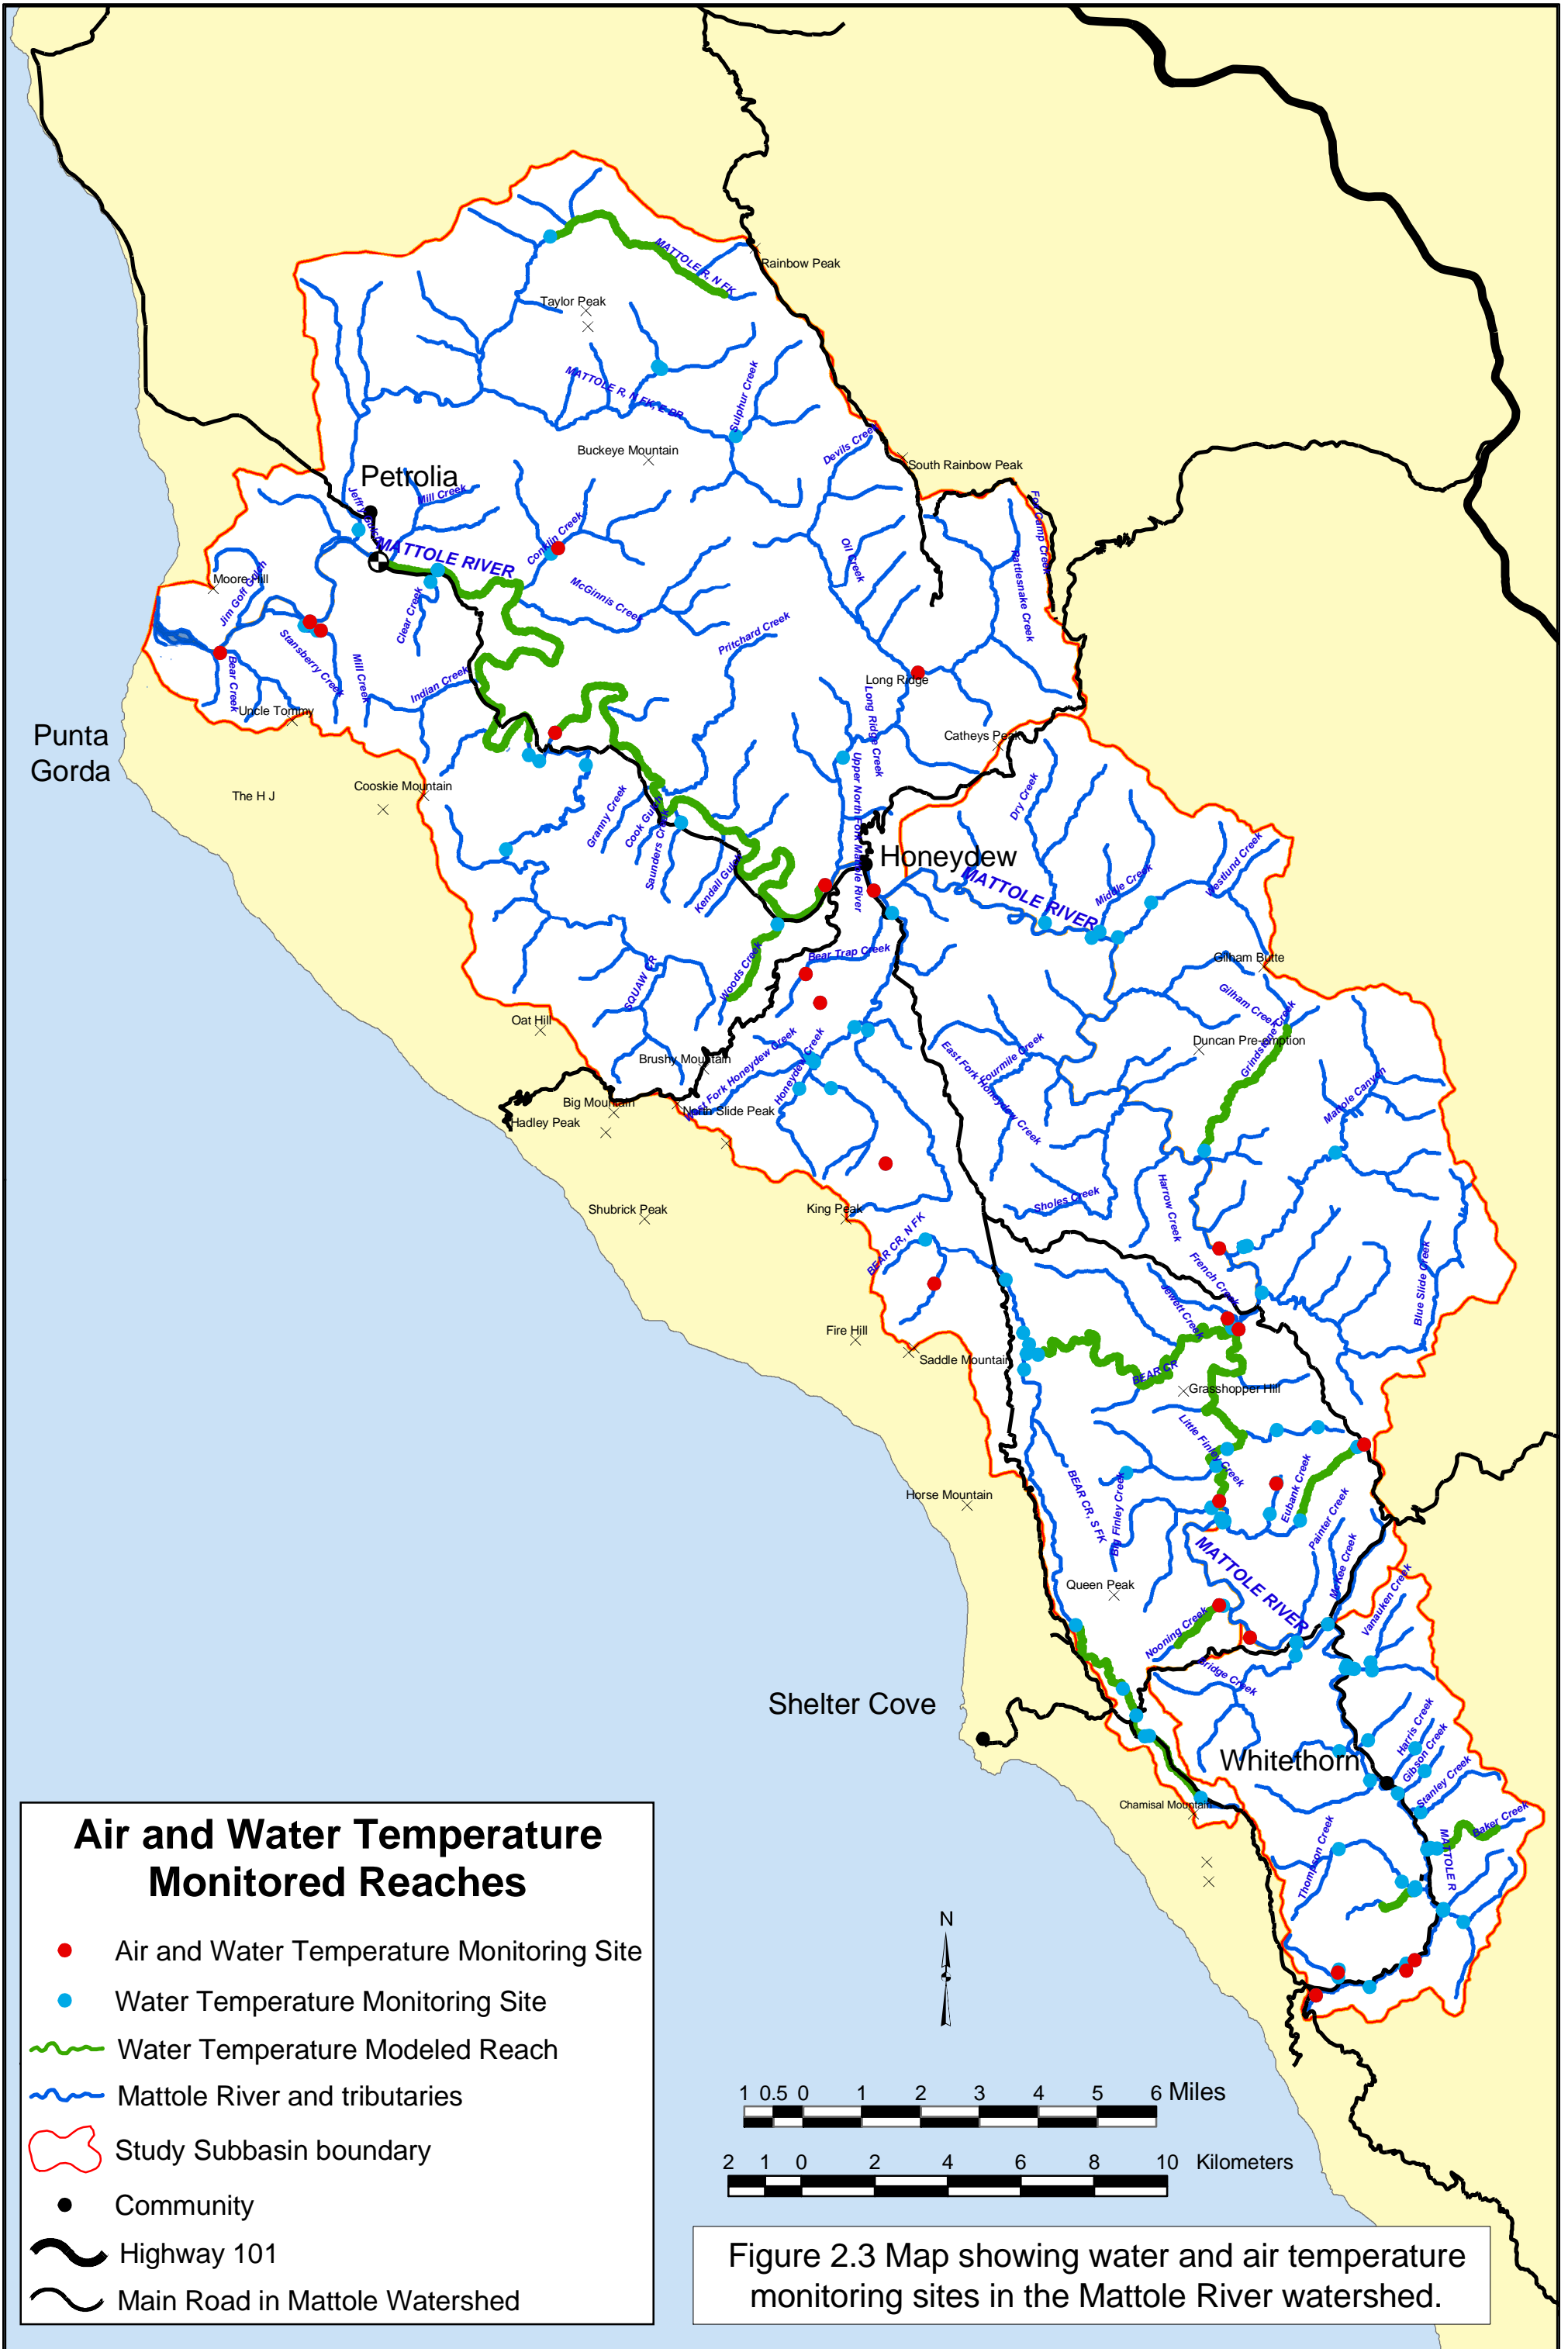 Rainbow Peak
MATTOLE R, N FK
Taylor Peak
MATTOLE R, N FK, E BR
Sulphur Creek
Buckeye Mountain
Devils Creek
South Rainbow Peak
Petrolia
Mill Creek
Fox Camp Creek
Conklin Creek
MATTOLE RIVER
Oil Creek
Rattlesnake Creek
Moore Hill
Jim Goff Gulch
McGinnis Creek
Clear Creek
Pritchard Creek
Stansberry Creek
Mill Creek
Bear Creek
Indian Creek
Long Ridge
Long Ridge Creek
Uncle Tommy
Punta
Gorda
Catheys Peak
The H J
Cooskie Mountain
Upper North Fork Mattole River
Dry Creek
Granny Creek
Cook Gulch
Saunders Creek
Kendall Gulch
Honeydew
MATTOLE RIVER
Middle Creek
Westlund Creek
Woods Creek
Bear Trap Creek
Gilham Butte
SQUAW CR
Gilham Creek
Grindstone Creek
Oat Hill
Duncan Pre-emption
Brushy Mountain
Honeydew Creek
East Fork Honeydew Creek
Fourmile Creek
Mattole Canyon
Big Mountain
North Slide Peak
Hadley Peak
Sholes Creek
Harrow Creek
Shubrick Peak
King Peak
BEAR CR, N FK
French Creek
Blue Slide Creek
Jewett Creek
Fire Hill
Saddle Mountain
BEAR CR
Grasshopper Hill
Little Finley Creek
Horse Mountain
BEAR CR, S FK
Big Finley Creek
Eubank Creek
Painter Creek
MATTOLE RIVER
McKee Creek
Vanauken Creek
Queen Peak
Nooning Creek
Bridge Creek
Shelter Cove
Harris Creek
Gibson Creek
Whitethorn
Stanley Creek
Chamisal Mountain
Thompson Creek
Baker Creek
MATTOLE R
Air and Water Temperature
Monitored Reaches
Air and Water Temperature Monitoring Site
Water Temperature Monitoring Site
Water Temperature Modeled Reach
Mattole River and tributaries
Study Subbasin boundary
Community
Highway 101
Main Road in Mattole Watershed
N
1 0.5 0 1 2 3 4 5 6 Miles
2 1 0 2 4 6 8 10 Kilometers
Figure 2.3 Map showing water and air temperature
monitoring sites in the Mattole River watershed.